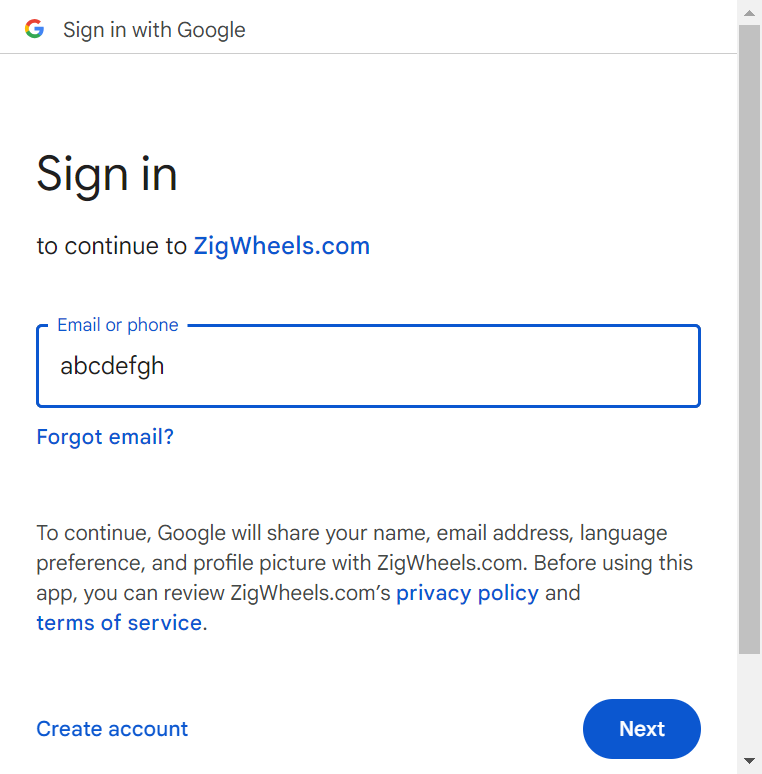 Sign in with Google
Sign in
to continue to ZigWheels.com
Email or phone
abcdefgh
Forgot email?
To continue, Google will share your name, email address, language
preference, and profile picture with ZigWheels.com. Before using this
app, you can review ZigWheels.com’s privacy policy and
terms of service.
Create account
Next